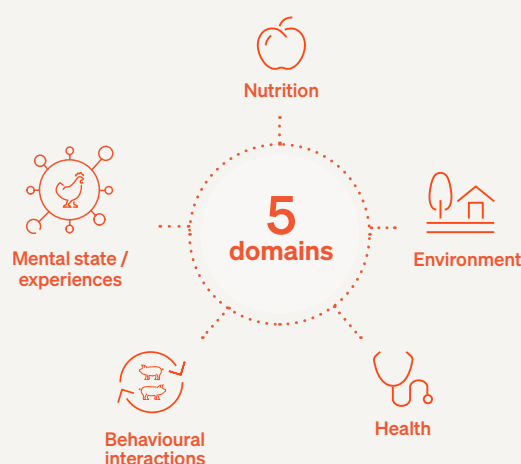 Nutrition
5
domains
Mental state /
experiences
Environment
Behavioural
interactions
Health